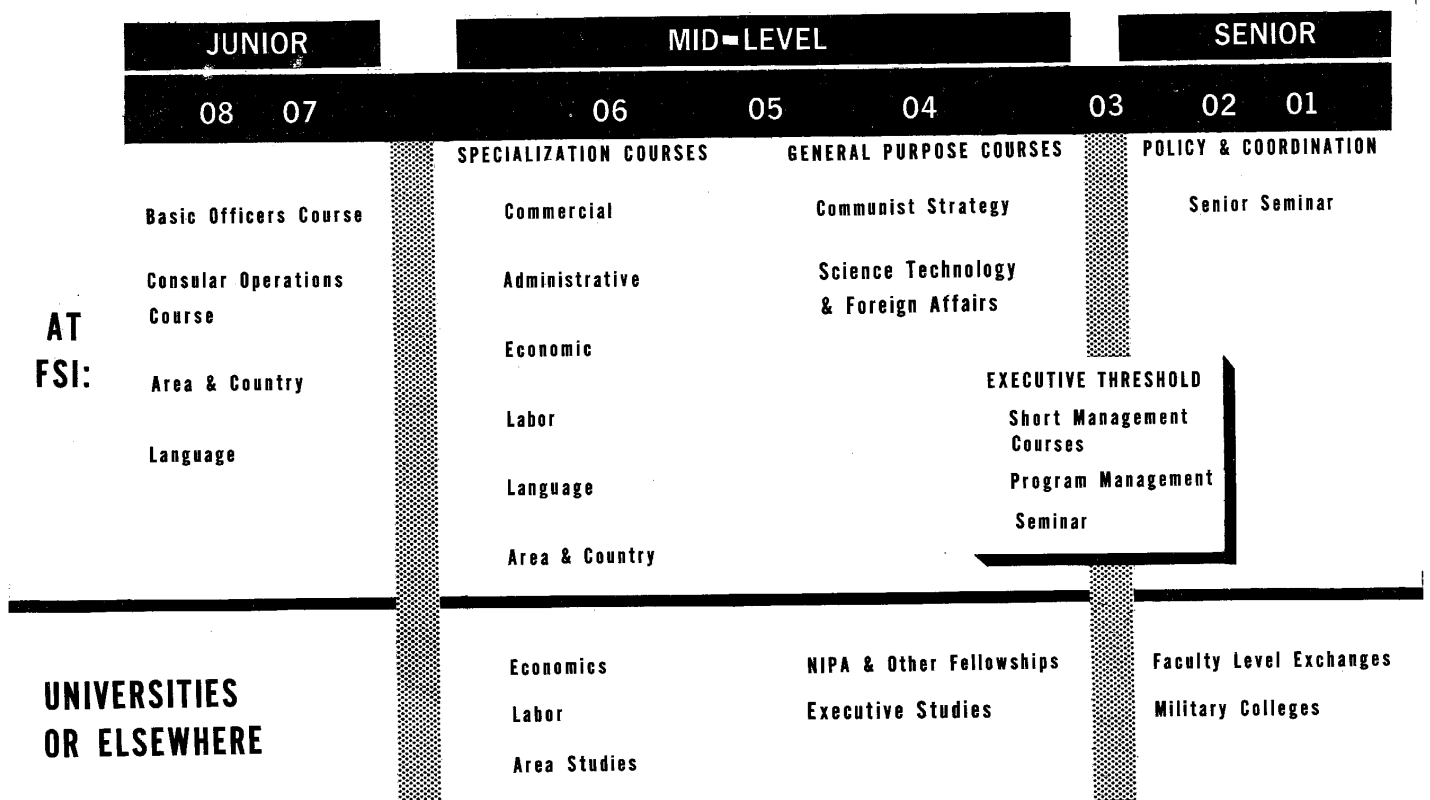 JUNIOR
MID-LEVEL
SENIOR
08 07 06 05 04 03 02 01
AT
FSI:
Basic Officers Course
Consular Operations
Course
Area & Country
Language
SPECIALIZATION COURSES
Commercial
Administrative
Economic
Labor
Language
Area & Country
GENERAL PURPOSE COURSES
Communist Strategy
Science Technology
& Foreign Affairs
EXECUTIVE THRESHOLD
Short Management
Courses
Program Management
Seminar
POLICY & COORDINATION
Senior Seminar
UNIVERSITIES
OR ELSEWHERE
Economics
Labor
Area Studies
NIPA & Other Fellowships
Executive Studies
Faculty Level Exchanges
Military Colleges